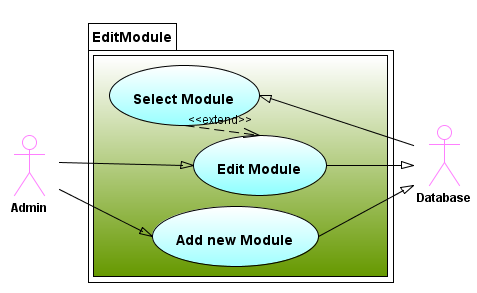 EditModule
Select Module
<<extend>>
Edit Module
Admin
Database
Add new Module